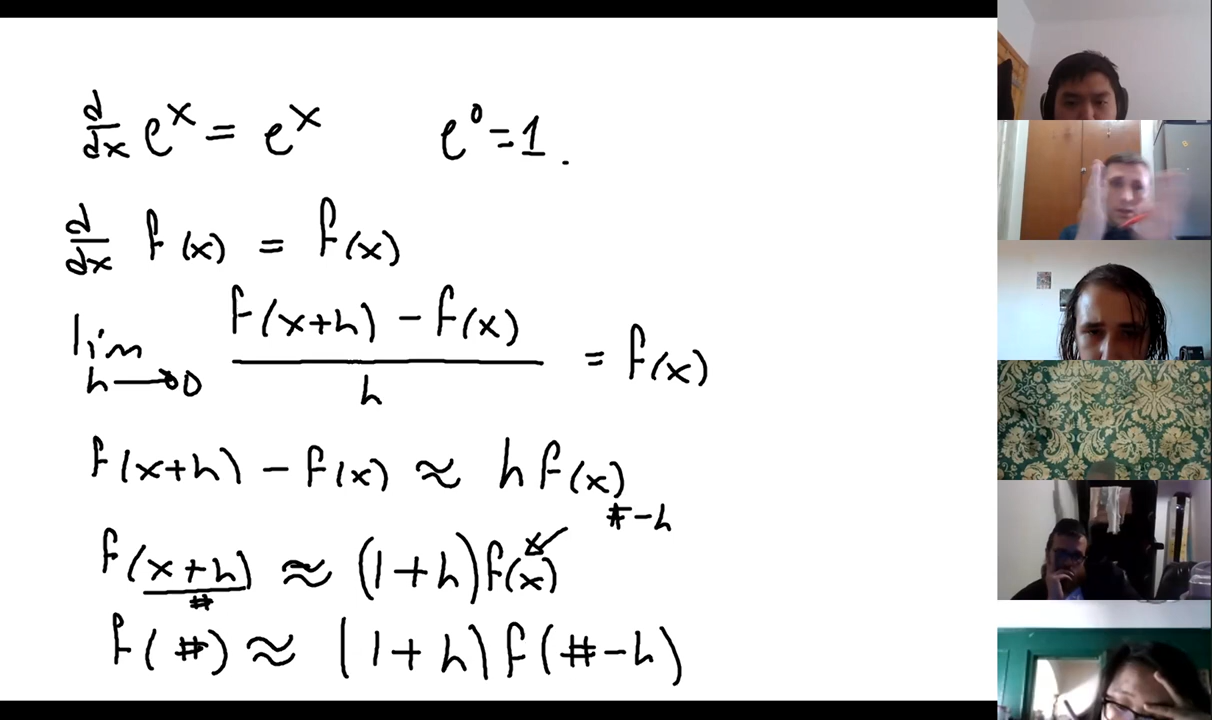 d/dx e^x = e^x e^0 = 1.
d/dx f(x) = f(x)
lim h→0 (f(x+h) - f(x))/h = f(x)
f(x+h) - f(x) ≈ h f(x)
#-h
f(x+h) ≈ (1+h)f(x)
#
f(#) ≈ (1+h)f(#-h)